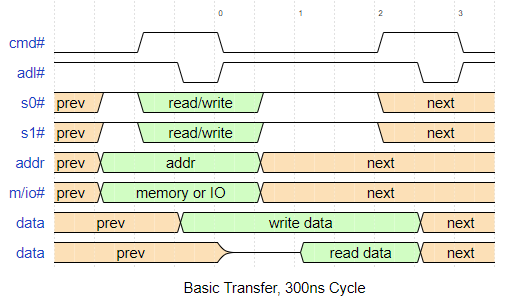 0 1 2 3
cmd#
adl#
s0# prev read/write next
s1# prev read/write next
addr prev addr next
m/io# prev memory or IO next
data prev write data next
data prev read data next
Basic Transfer, 300ns Cycle